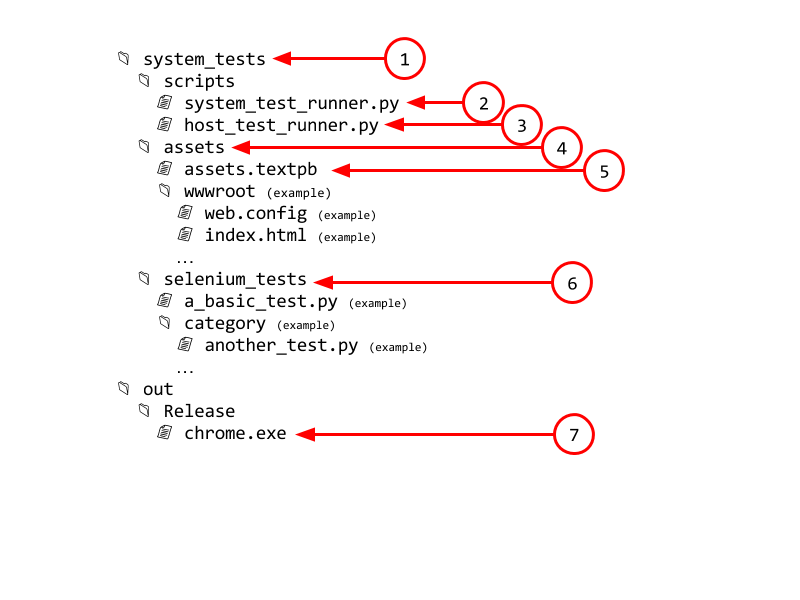 system_tests 1
scripts
system_test_runner.py 2
host_test_runner.py 3
assets 4
assets.textpb 5
wwwroot (example)
web.config (example)
index.html (example)
...
selenium_tests 6
a_basic_test.py (example)
category (example)
another_test.py (example)
...
out
Release
chrome.exe 7